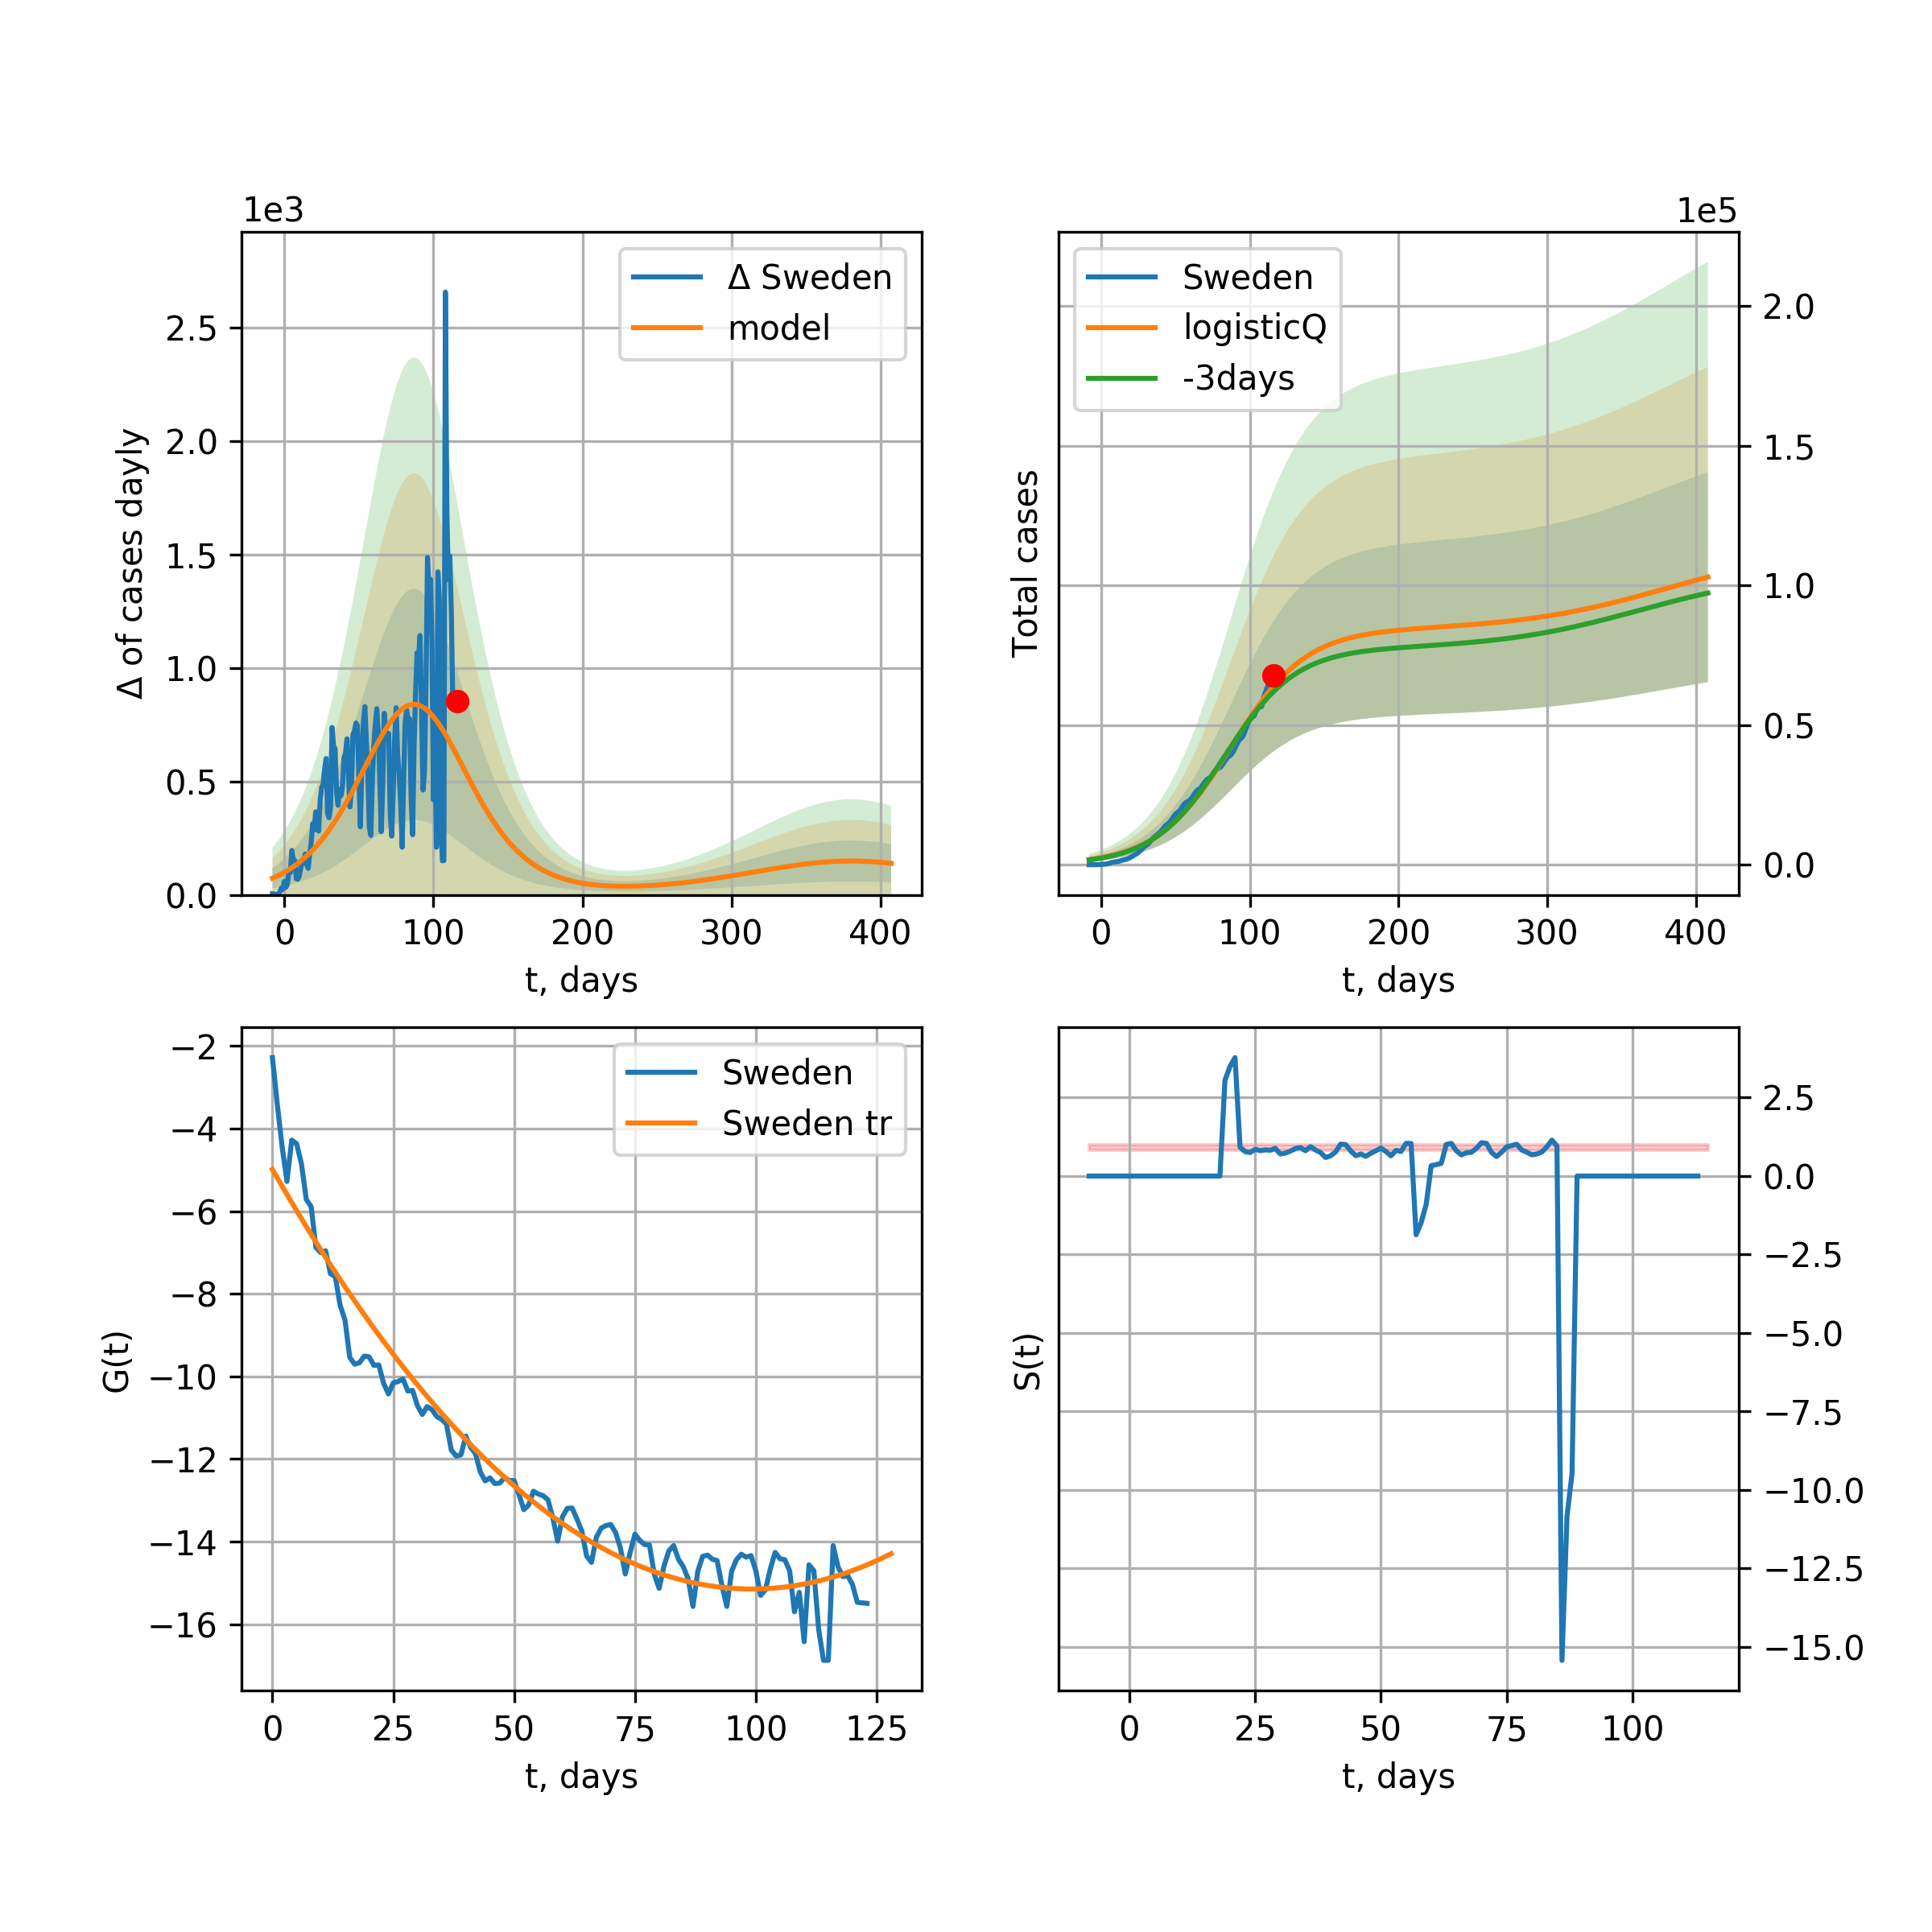 1e3
Δ of cases dayly
2.5
2.0
1.5
1.0
0.5
0.0
Δ Sweden
model
0 100 200 300 400
t, days
1e5
Total cases
Sweden
logisticQ
-3days
2.0
1.5
1.0
0.5
0.0
0 100 200 300 400
t, days
G(t)
−2
−4
−6
−8
−10
−12
−14
−16
Sweden
Sweden tr
0 25 50 75 100 125
t, days
S(t)
2.5
0.0
−2.5
−5.0
−7.5
−10.0
−12.5
−15.0
0 25 50 75 100
t, days